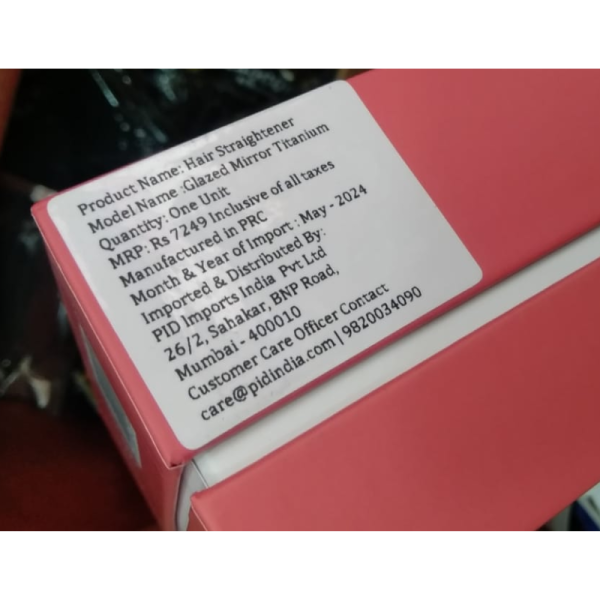 Product Name: Hair Straightener
Model Name :Glazed Mirror Titanium
Quantity: One Unit
MRP: Rs 7249 Inclusive of all taxes
Manufactured in PRC
Month & Year of Import : May - 2024
Imported & Distributed By:
PID Imports India Pvt Ltd
26/2, Sahakar, BNP Road,
Mumbai - 400010
Customer Care Officer Contact
care@pidindia.com | 9820034090